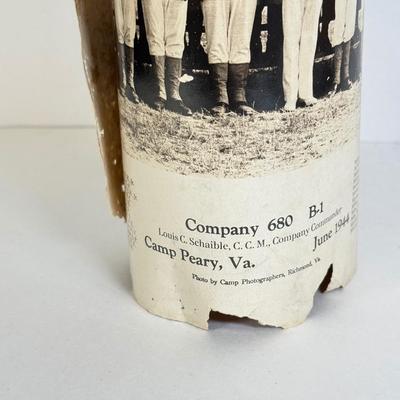 Company 680 B-1
Louis C. Schaible, C. C. M., Company Commander
Camp Peary, Va. June 1944
Photo by Camp Photographers, Richmond, Va.